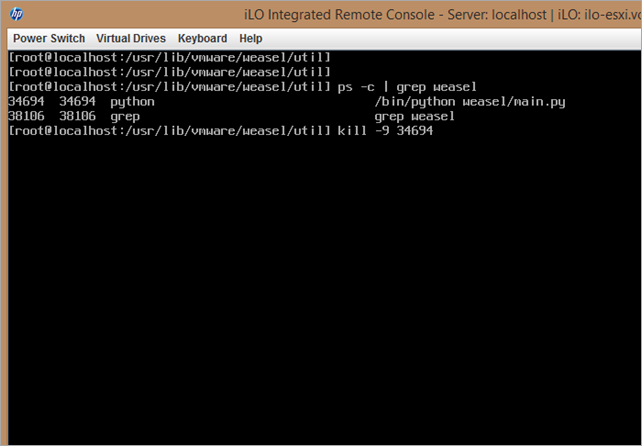 hp
iLO Integrated Remote Console - Server: localhost | iLO: ilo-esxi.vc
Power Switch Virtual Drives Keyboard Help
[root@localhost:/usr/lib/vmware/weasel/util]
[root@localhost:/usr/lib/vmware/weasel/util]
[root@localhost:/usr/lib/vmware/weasel/util] ps -c | grep weasel
34694 34694 python /bin/python weasel/main.py
38106 38106 grep grep weasel
[root@localhost:/usr/lib/vmware/weasel/util] kill -9 34694